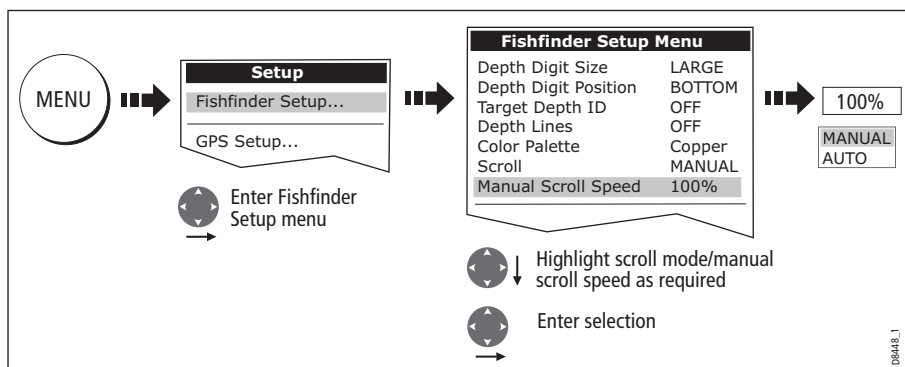 MENU
Setup
Fishfinder Setup...
GPS Setup...
Enter Fishfinder
Setup menu
Fishfinder Setup Menu
Depth Digit Size LARGE
Depth Digit Position BOTTOM
Target Depth ID OFF
Depth Lines OFF
Color Palette Copper
Scroll MANUAL
Manual Scroll Speed 100%
Highlight scroll mode/manual
scroll speed as required
Enter selection
100%
MANUAL
AUTO
D8448_1